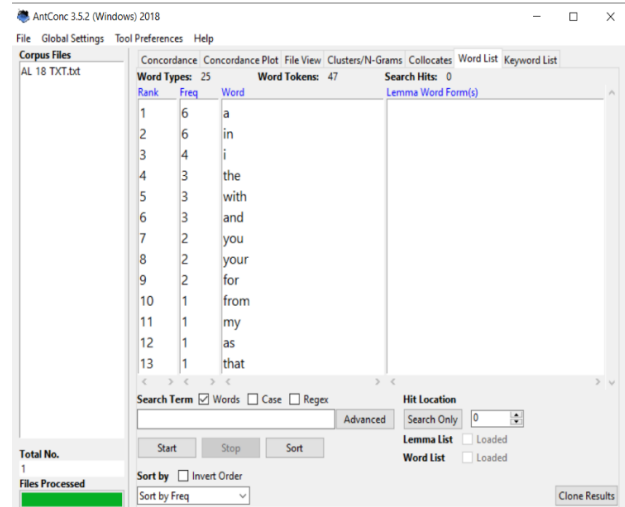 AntConc 3.5.2 (Windows) 2018
File Global Settings Tool Preferences Help
Corpus Files
AL 18 TXT.txt
Concordance Concordance Plot File View Clusters/N-Grams Collocates Word List Keyword List
Word Types: 25 Word Tokens: 47 Search Hits: 0
Rank Freq Word Lemma Word Form(s)
1 6 a
2 6 in
3 4 i
4 3 the
5 3 with
6 3 and
7 2 you
8 2 your
9 2 for
10 1 from
11 1 my
12 1 as
13 1 that
Search Term Words Case Regex Hit Location
Advanced Search Only 0
Start Stop Sort Lemma List Loaded
Word List Loaded
Total No.
1
Files Processed
Sort by Invert Order
Sort by Freq Clone Results